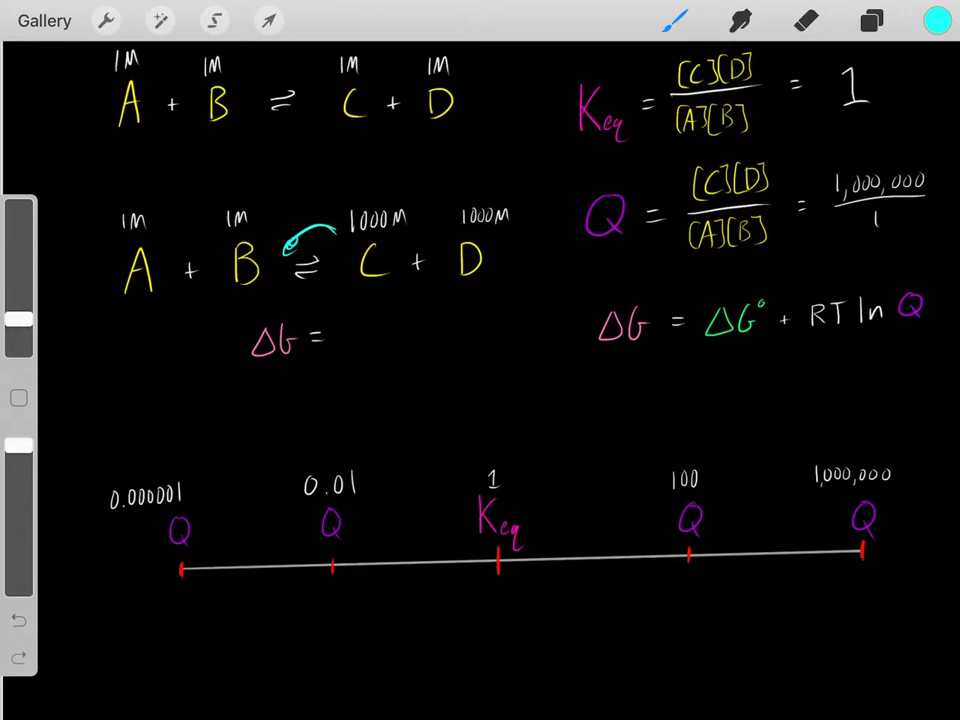 Gallery
1M 1M 1M 1M
A + B ⇌ C + D
Keq = [C][D] / [A][B] = 1
1M 1M 1000M 1000M
A + B ⇌ C + D
Q = [C][D] / [A][B] = 1,000,000 / 1
ΔG =
ΔG = ΔG° + RT ln Q
0.000001 0.01 1 100 1,000,000
Q Q Keq Q Q